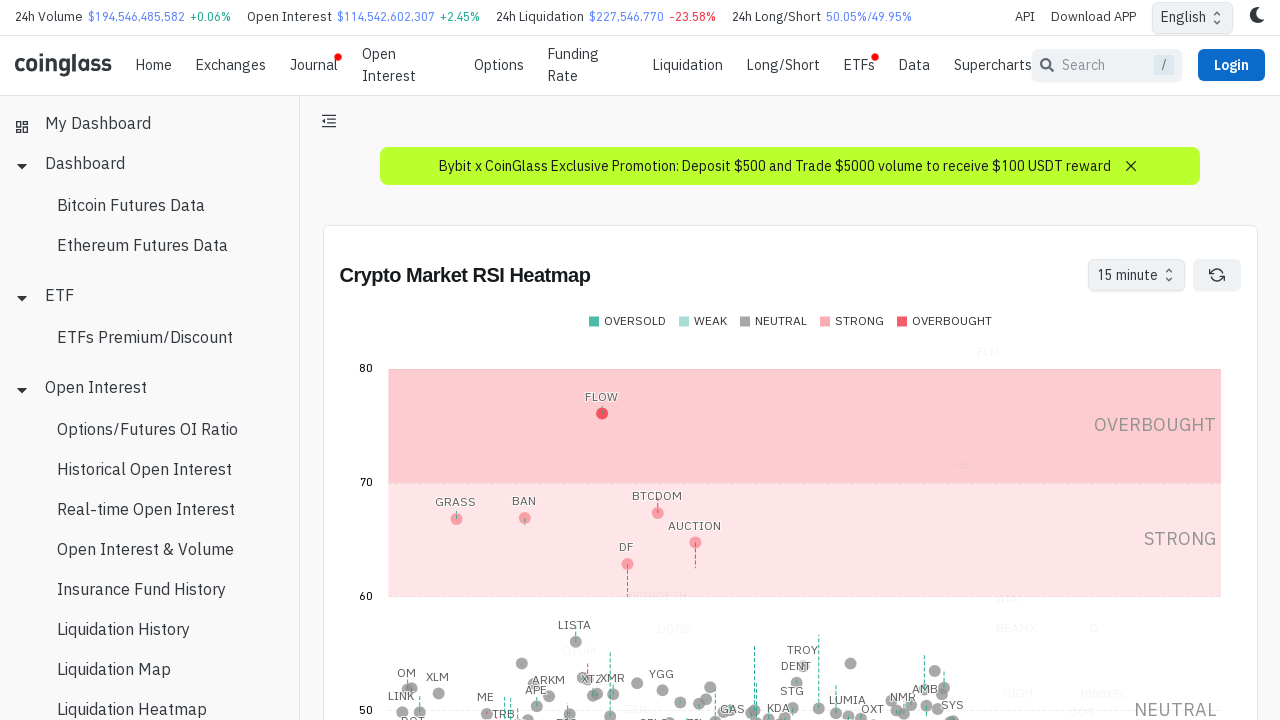 24h Volume $194,546,485,582 +0.06% Open Interest $114,542,602,307 +2.45% 24h Liquidation $227,546,770 -23.58% 24h Long/Short 50.05%/49.95% API Download APP English
coinglass Home Exchanges Journal Open Interest Options Funding Rate Liquidation Long/Short ETFs Data Supercharts Search / Login
My Dashboard
Dashboard
Bitcoin Futures Data
Ethereum Futures Data
ETF
ETFs Premium/Discount
Open Interest
Options/Futures OI Ratio
Historical Open Interest
Real-time Open Interest
Open Interest & Volume
Insurance Fund History
Liquidation History
Liquidation Map
Liquidation Heatmap
Bybit x CoinGlass Exclusive Promotion: Deposit $500 and Trade $5000 volume to receive $100 USDT reward
Crypto Market RSI Heatmap 15 minute
OVERSOLD WEAK NEUTRAL STRONG OVERBOUGHT
FLM
80
FLOW
OVERBOUGHT
70
GRASS BAN BTCDOM
AUCTION
STRONG
DF
60
ATA
LISTA DOGS BEAMX G
TROY
DENT
OM XLM ARKM XTZ XMR YGG
LINK ME APE STG LUMIA NMR AMB HIGH 1000XEC
50 TRB GAS KDA OXT SYS NEUTRAL